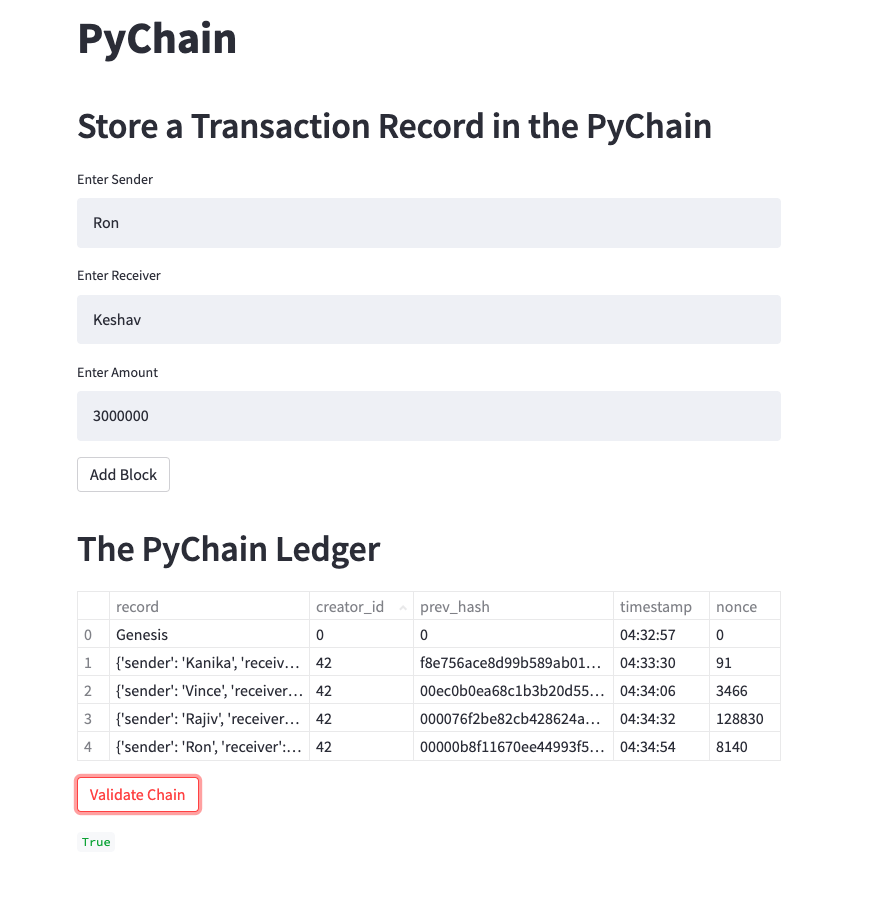 PyChain
Store a Transaction Record in the PyChain
Enter Sender
Ron
Enter Receiver
Keshav
Enter Amount
3000000
Add Block
The PyChain Ledger
record creator_id prev_hash timestamp nonce
0 Genesis 0 0 04:32:57 0
1 {'sender': 'Kanika', 'receiv... 42 f8e756ace8d99b589ab01... 04:33:30 91
2 {'sender': 'Vince', 'receiver... 42 00ec0b0ea68c1b3b20d55... 04:34:06 3466
3 {'sender': 'Rajiv', 'receiver... 42 000076f2be82cb428624a... 04:34:32 128830
4 {'sender': 'Ron', 'receiver':... 42 00000b8f11670ee44993f5... 04:34:54 8140
Validate Chain
True